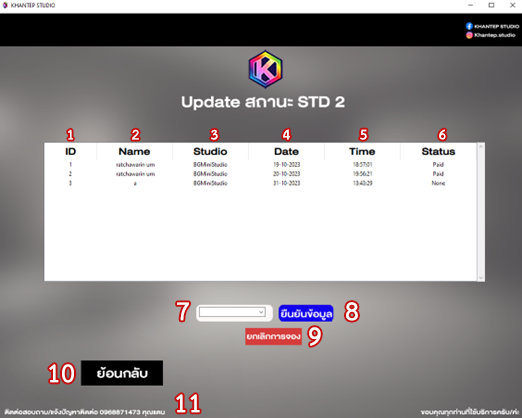 KHANTEP STUDIO
KHANTEP STUDIO
Khantep.studio
K
Update สถานะ STD 2
1 2 3 4 5 6
ID Name Studio Date Time Status
1 ratchawarin um BGMiniStudio 19-10-2023 18:57:01 Paid
2 ratchawarin um BGMiniStudio 20-10-2023 19:56:21 Paid
3 a BGMiniStudio 31-10-2023 13:43:29 None
7 ยืนยันข้อมูล 8
ยกเลิกการจอง 9
10 ย้อนกลับ
11
ติดต่อสอบถาม/แจ้งปัญหาติดต่อ 0968871473 คุณแคน ขอบคุณทุกท่านที่ใช้บริการครับ/ค่ะ